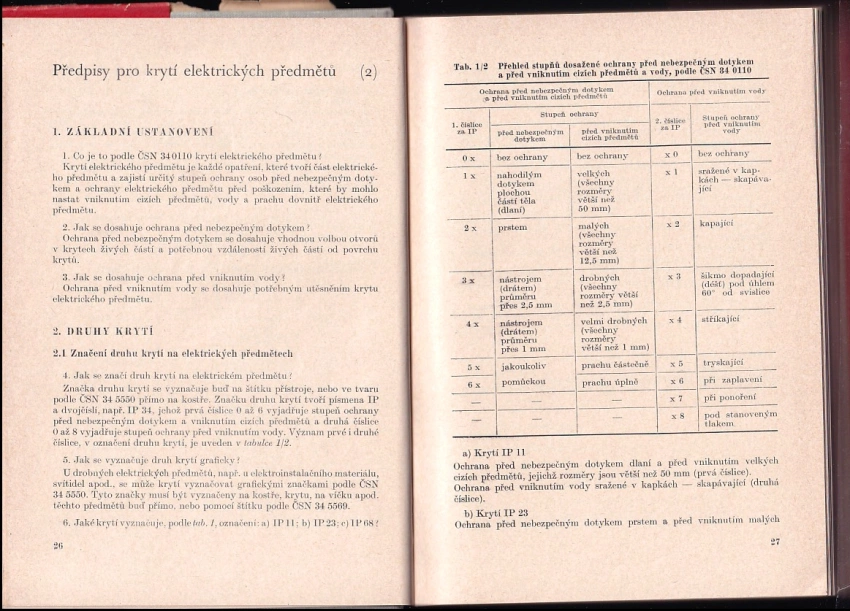 Předpisy pro krytí elektrických předmětů (2)
1. ZÁKLADNÍ USTANOVENÍ
1. Co je to podle ČSN 34 0110 krytí elektrického předmětu?
Krytí elektrického předmětu je každé opatření, které tvoří část elektrické-
ho předmětu a zajistí určitý stupeň ochrany osob před nebezpečným doty-
kem a ochrany elektrického předmětu před poškozením, které by mohlo
nastat vniknutím cizích předmětů, vody a prachu dovnitř elektrického
předmětu.
2. Jak se dosahuje ochrana před nebezpečným dotykem?
Ochrana před nebezpečným dotykem se dosahuje vhodnou volbou otvorů
v krytech živých částí a potřebnou vzdáleností živých částí od povrchu
krytů.
3. Jak se dosahuje ochrana před vniknutím vody?
Ochrana před vniknutím vody se dosahuje potřebným utěsněním krytu
elektrického předmětu.
2. DRUHY KRYTÍ
2.1 Značení druhu krytí na elektrických předmětech
4. Jak se značí druh krytí na elektrickém předmětu?
Značka druhu krytí se vyznačuje buď na štítku přístroje, nebo ve tvaru
podle ČSN 34 5550 přímo na kostře. Značku druhu krytí tvoří písmena IP
a dvojčíslí, např. IP 34, jehož prvá číslice 0 až 6 vyjadřuje stupeň ochrany
před nebezpečným dotykem a vniknutím cizích předmětů a druhá číslice
0 až 8 vyjadřuje stupeň ochrany před vniknutím vody. Význam prvé i druhé
číslice, v označení druhu krytí, je uveden v tabulce 1/2.
5. Jak se vyznačuje druh krytí graficky?
U drobných elektrických předmětů, např. u elektroinstalačního materiálu,
svítidel apod., se může krytí vyznačovat grafickými značkami podle ČSN
34 5550. Tyto značky musí být vyznačeny na kostře, krytu, na víčku apod.
těchto předmětů buď přímo, nebo pomocí štítku podle ČSN 34 5569.
6. Jaké krytí vyznačuje, podle tab. 1, označení: a) IP 11; b) IP 23; c) IP 68?
26
Tab. 1/2 Přehled stupňů dosažené ochrany před nebezpečným dotykem
a před vniknutím cizích předmětů a vody, podle ČSN 34 0110
Ochrana před nebezpečným dotykem
a před vniknutím cizích předmětů
Ochrana před vniknutím vody
1. číslice
za IP
Stupeň ochrany
před nebezpečným
dotykem
před vniknutím
cizích předmětů
2. číslice
za IP
Stupeň ochrany
před vniknutím
vody
0 x bez ochrany bez ochrany x 0 bez ochrany
1 x nahodilým velkých x 1 sražené v kap-
dotykem (všechny kách — skapáva-
plochou rozměry jící
částí těla větší než
(dlaní) 50 mm)
2 x prstem malých x 2 kapající
(všechny
rozměry
větší než
12,5 mm)
3 x nástrojem drobných x 3 šikmo dopadající
(drátem) (všechny (déšť) pod úhlem
průměru rozměry větší 60° od svislice
přes 2,5 mm než 2,5 mm)
4 x nástrojem velmi drobných x 4 stříkající
(drátem) (všechny
průměru rozměry
přes 1 mm větší než 1 mm)
5 x jakoukoliv prachu částečně x 5 tryskající
6 x pomůckou prachu úplně x 6 při zaplavení
— — — x 7 při ponoření
— — — x 8 pod stanoveným
tlakem
a) Krytí IP 11
Ochrana před nebezpečným dotykem dlaní a před vniknutím velkých
cizích předmětů, jejichž rozměry jsou větší než 50 mm (prvá číslice).
Ochrana před vniknutím vody sražené v kapkách — skapávající (druhá
číslice).
b) Krytí IP 23
Ochrana před nebezpečným dotykem prstem a před vniknutím malých
27